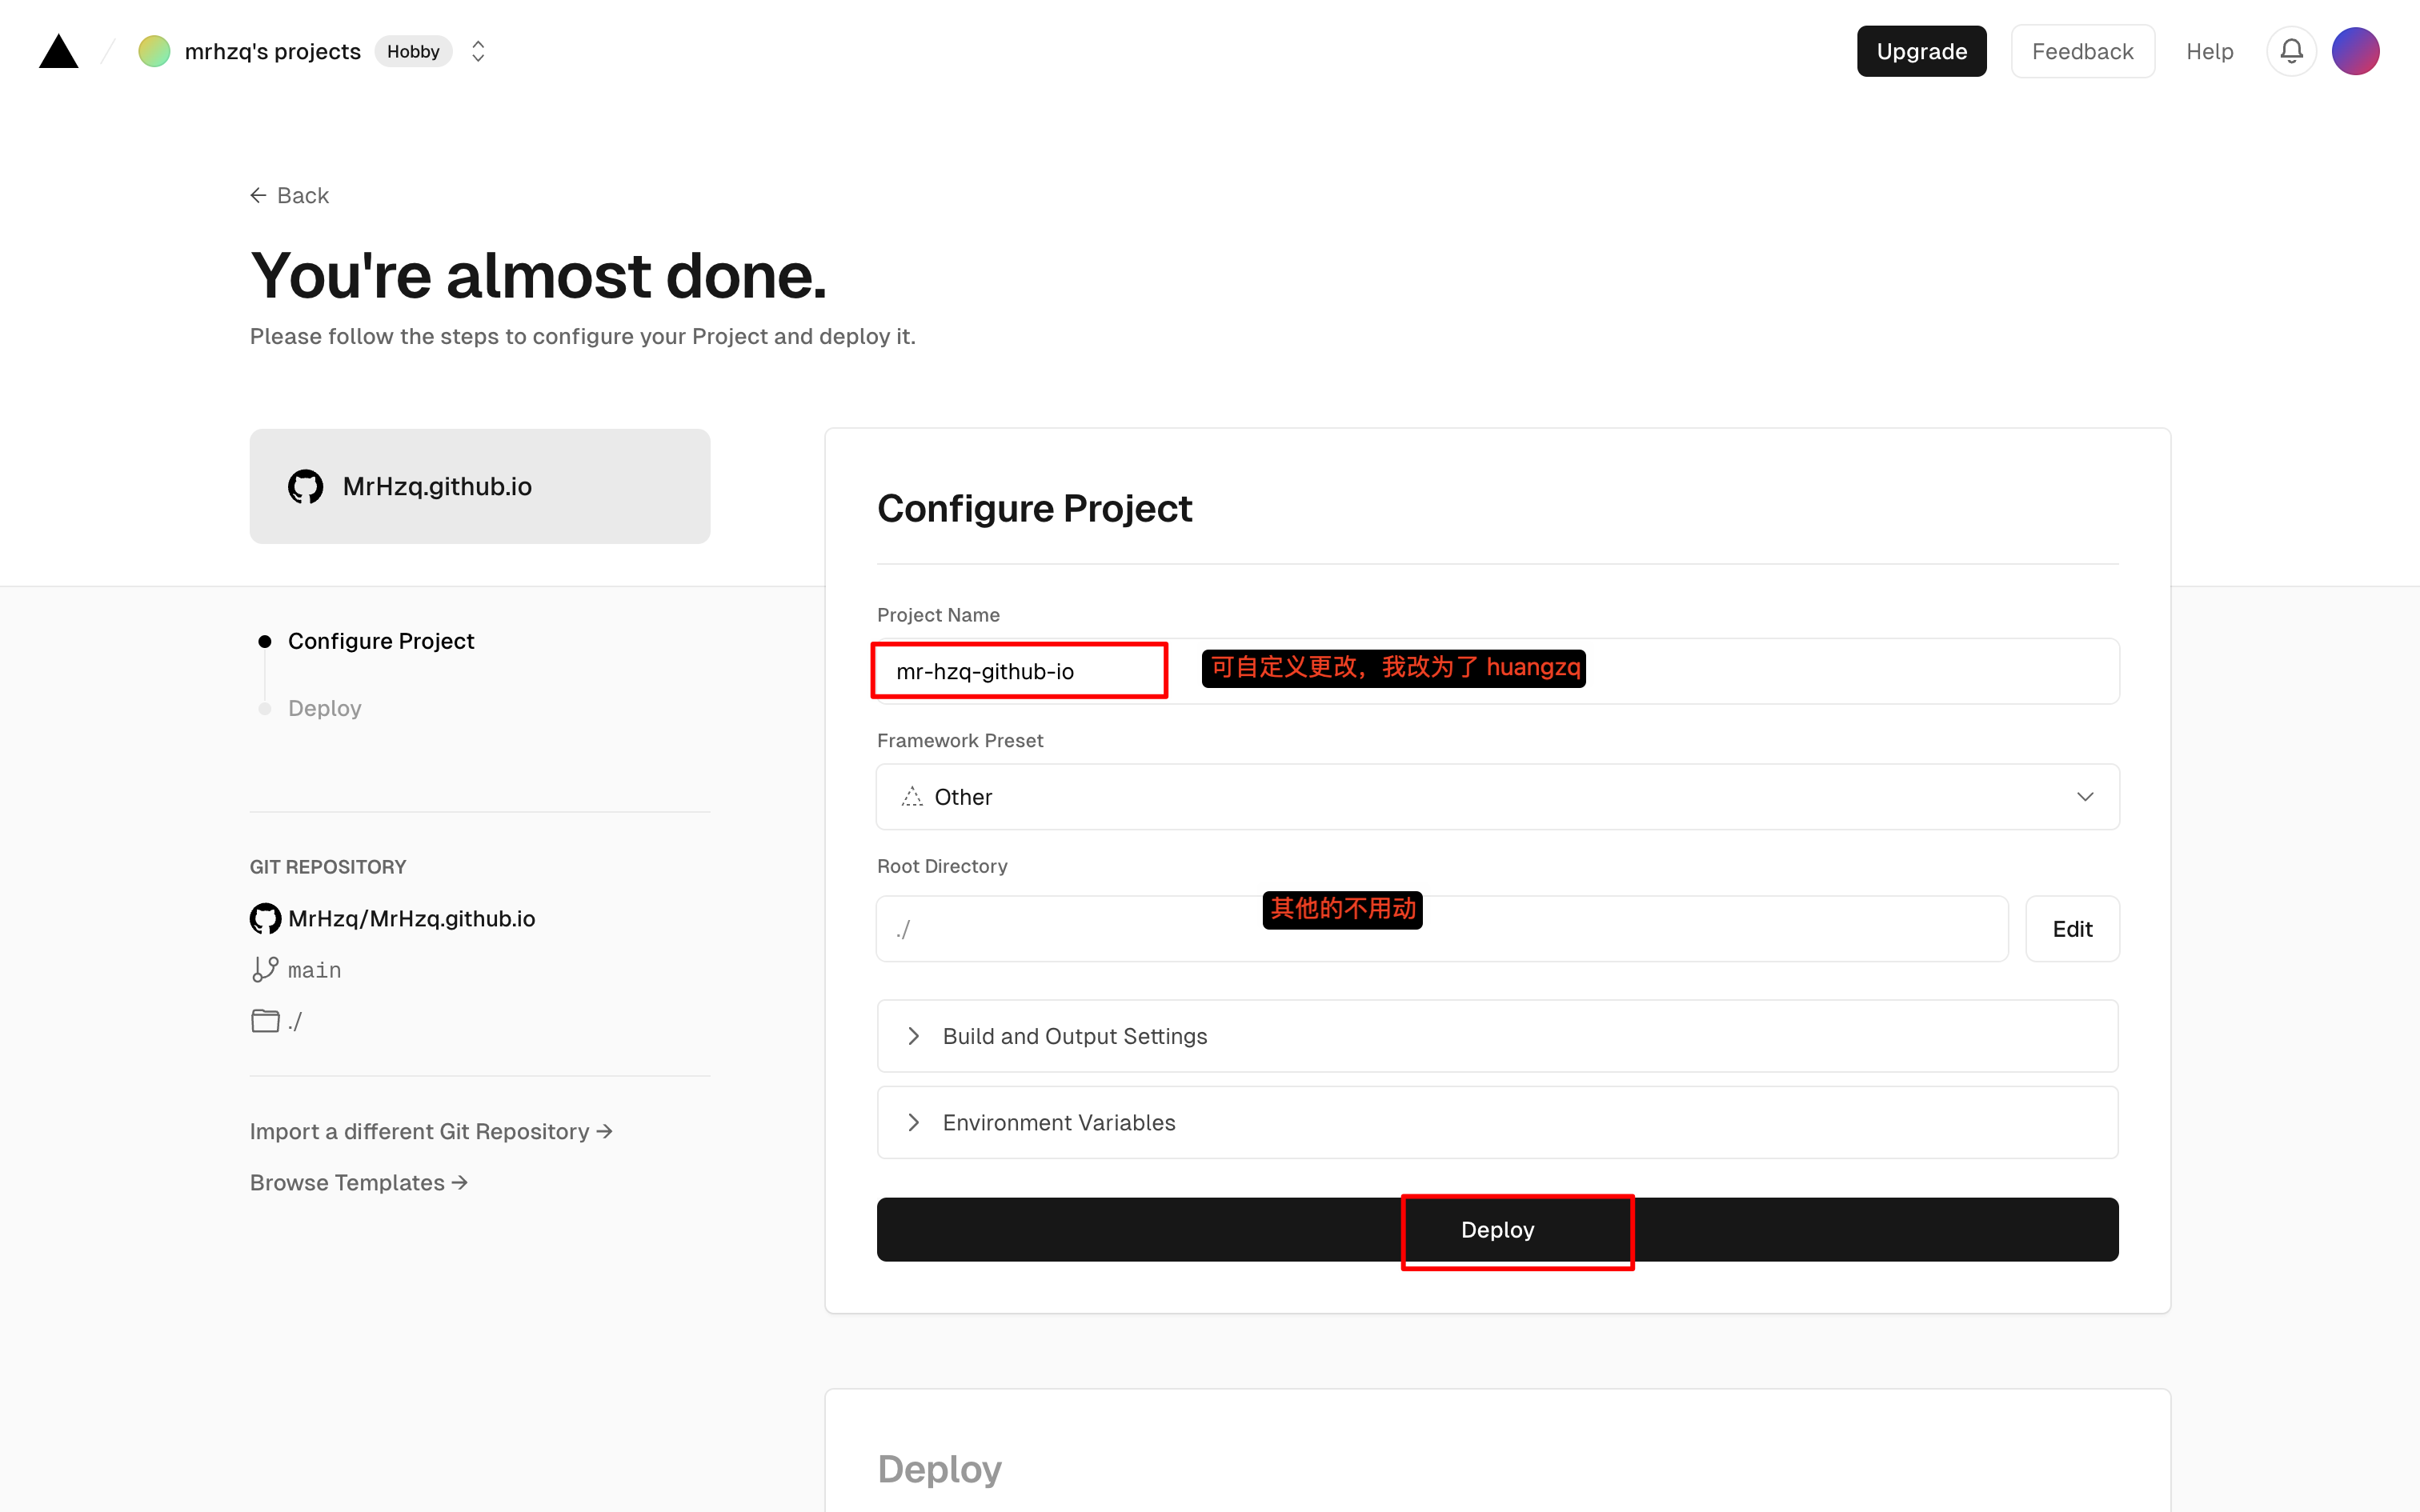 mrhzq's projects Hobby
Upgrade Feedback Help
← Back
You're almost done.
Please follow the steps to configure your Project and deploy it.
MrHzq.github.io
Configure Project
Deploy
GIT REPOSITORY
MrHzq/MrHzq.github.io
main
./
Import a different Git Repository →
Browse Templates →
Configure Project
Project Name
mr-hzq-github-io 可自定义更改，我改为了 huangzq
Framework Preset
Other
Root Directory
其他的不用动
./ Edit
Build and Output Settings
Environment Variables
Deploy
Deploy